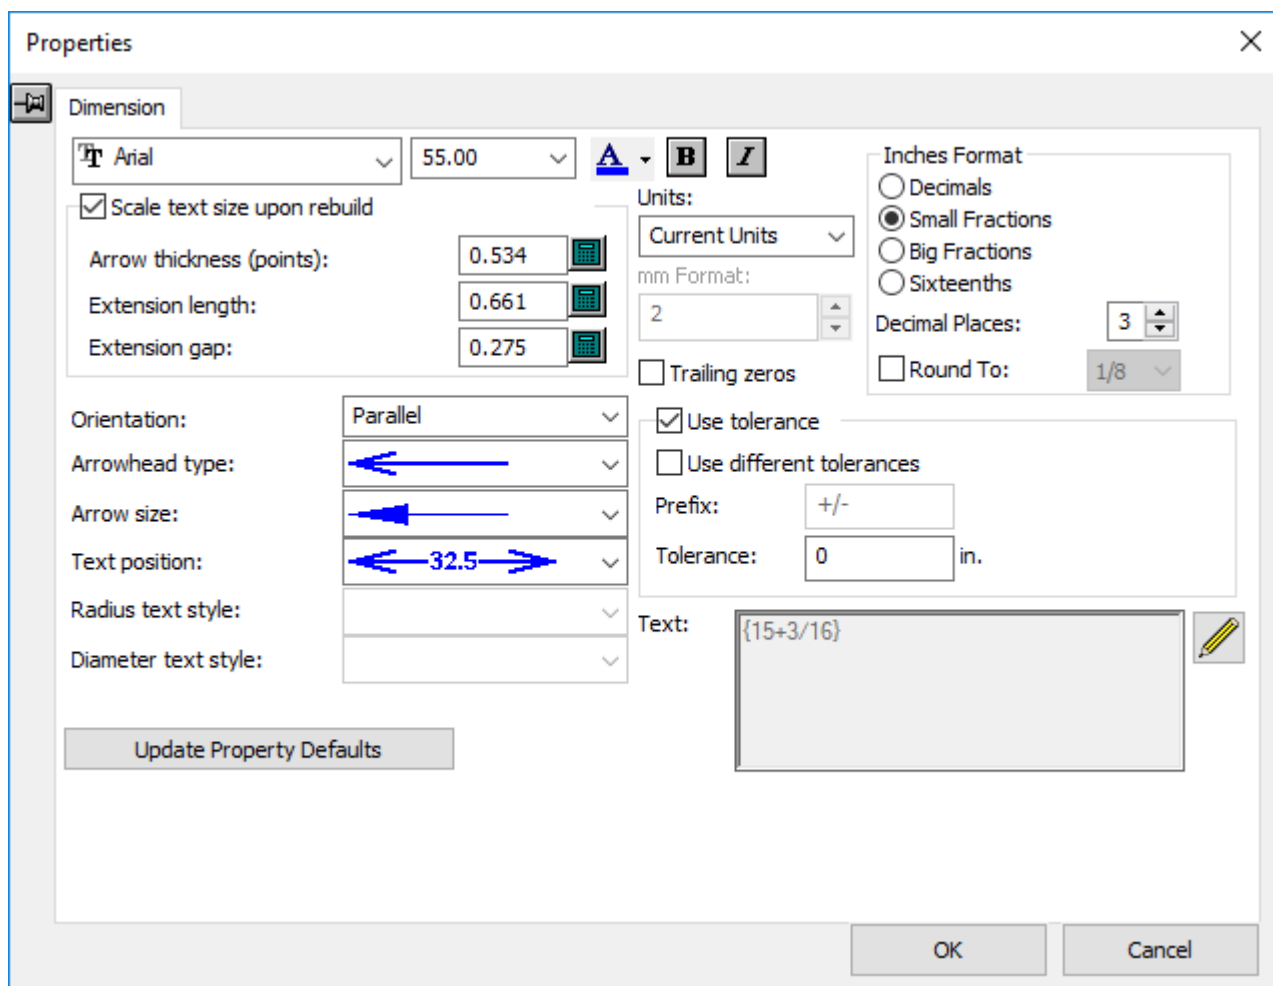 Properties
Dimension
Arial
55.00
A
B
I
Inches Format
Decimals
Small Fractions
Big Fractions
Sixteenths
Decimal Places:
3
Round To:
1/8
Scale text size upon rebuild
Arrow thickness (points):
0.534
Extension length:
0.661
Extension gap:
0.275
Units:
Current Units
mm Format:
2
Trailing zeros
Orientation:
Parallel
Arrowhead type:
Arrow size:
Text position:
32.5
Radius text style:
Diameter text style:
Use tolerance
Use different tolerances
Prefix:
+/-
Tolerance:
0
in.
Text:
{15+3/16}
Update Property Defaults
OK
Cancel